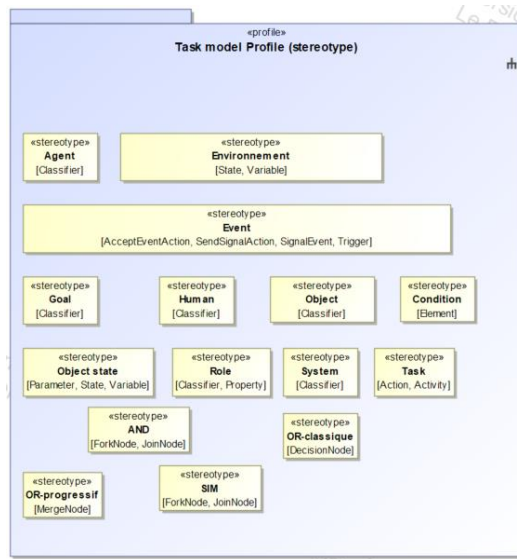 «profile»
Task model Profile (stereotype)
«stereotype»
Agent
[Classifier]
«stereotype»
Environnement
[State, Variable]
«stereotype»
Event
[AcceptEventAction, SendSignalAction, SignalEvent, Trigger]
«stereotype»
Goal
[Classifier]
«stereotype»
Human
[Classifier]
«stereotype»
Object
[Classifier]
«stereotype»
Condition
[Element]
«stereotype»
Object state
[Parameter, State, Variable]
«stereotype»
Role
[Classifier, Property]
«stereotype»
System
[Classifier]
«stereotype»
Task
[Action, Activity]
«stereotype»
AND
[ForkNode, JoinNode]
«stereotype»
OR-classique
[DecisionNode]
«stereotype»
OR-progressif
[MergeNode]
«stereotype»
SIM
[ForkNode, JoinNode]